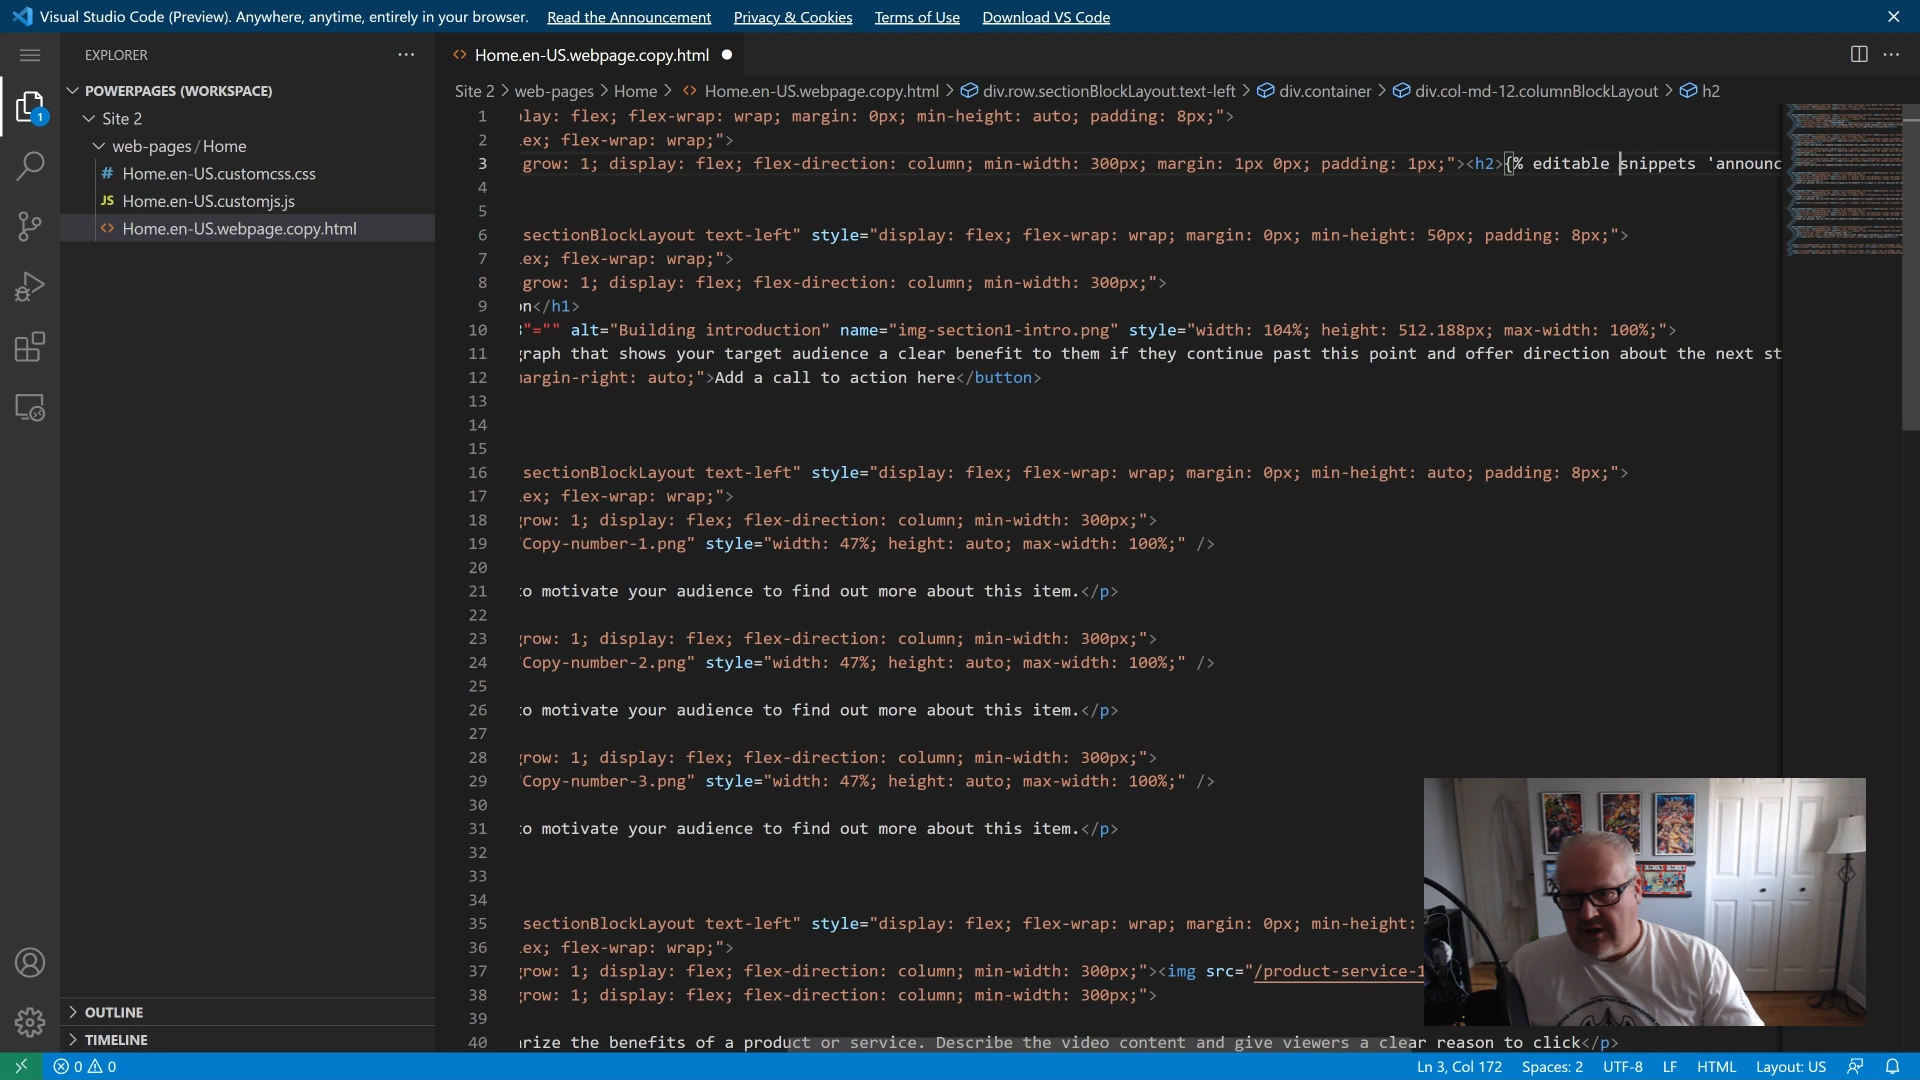 Visual Studio Code (Preview). Anywhere, anytime, entirely in your browser. Read the Announcement Privacy & Cookies Terms of Use Download VS Code
EXPLORER
Home.en-US.webpage.copy.html
POWERPAGES (WORKSPACE)
Site 2
web-pages / Home
Home.en-US.customcss.css
JS Home.en-US.customjs.js
Home.en-US.webpage.copy.html
1
Site 2 > web-pages > Home > Home.en-US.webpage.copy.html > div.row.sectionBlockLayout.text-left > div.container > div.col-md-12.columnBlockLayout > h2
1 lay: flex; flex-wrap: wrap; margin: 0px; min-height: auto; padding: 8px;">
2 ex; flex-wrap: wrap;">
3 grow: 1; display: flex; flex-direction: column; min-width: 300px; margin: 1px 0px; padding: 1px;"><h2>{% editable snippets 'announc
4
5
6 sectionBlockLayout text-left" style="display: flex; flex-wrap: wrap; margin: 0px; min-height: 50px; padding: 8px;">
7 ex; flex-wrap: wrap;">
8 grow: 1; display: flex; flex-direction: column; min-width: 300px;">
9 on</h1>
10 "="" alt="Building introduction" name="img-section1-intro.png" style="width: 104%; height: 512.188px; max-width: 100%;">
11 graph that shows your target audience a clear benefit to them if they continue past this point and offer direction about the next st
12 margin-right: auto;">Add a call to action here</button>
13
14
15
16 sectionBlockLayout text-left" style="display: flex; flex-wrap: wrap; margin: 0px; min-height: auto; padding: 8px;">
17 ex; flex-wrap: wrap;">
18 grow: 1; display: flex; flex-direction: column; min-width: 300px;">
19 Copy-number-1.png" style="width: 47%; height: auto; max-width: 100%;" />
20
21 to motivate your audience to find out more about this item.</p>
22
23 grow: 1; display: flex; flex-direction: column; min-width: 300px;">
24 Copy-number-2.png" style="width: 47%; height: auto; max-width: 100%;" />
25
26 to motivate your audience to find out more about this item.</p>
27
28 grow: 1; display: flex; flex-direction: column; min-width: 300px;">
29 Copy-number-3.png" style="width: 47%; height: auto; max-width: 100%;" />
30
31 to motivate your audience to find out more about this item.</p>
32
33
34
35 sectionBlockLayout text-left" style="display: flex; flex-wrap: wrap; margin: 0px; min-height:
36 ex; flex-wrap: wrap;">
37 grow: 1; display: flex; flex-direction: column; min-width: 300px;"><img src="/product-service-1
38 grow: 1; display: flex; flex-direction: column; min-width: 300px;">
39
40 rize the benefits of a product or service. Describe the video content and give viewers a clear reason to click</p>
OUTLINE
TIMELINE
0 0
Ln 3, Col 172 Spaces: 2 UTF-8 LF HTML Layout: US